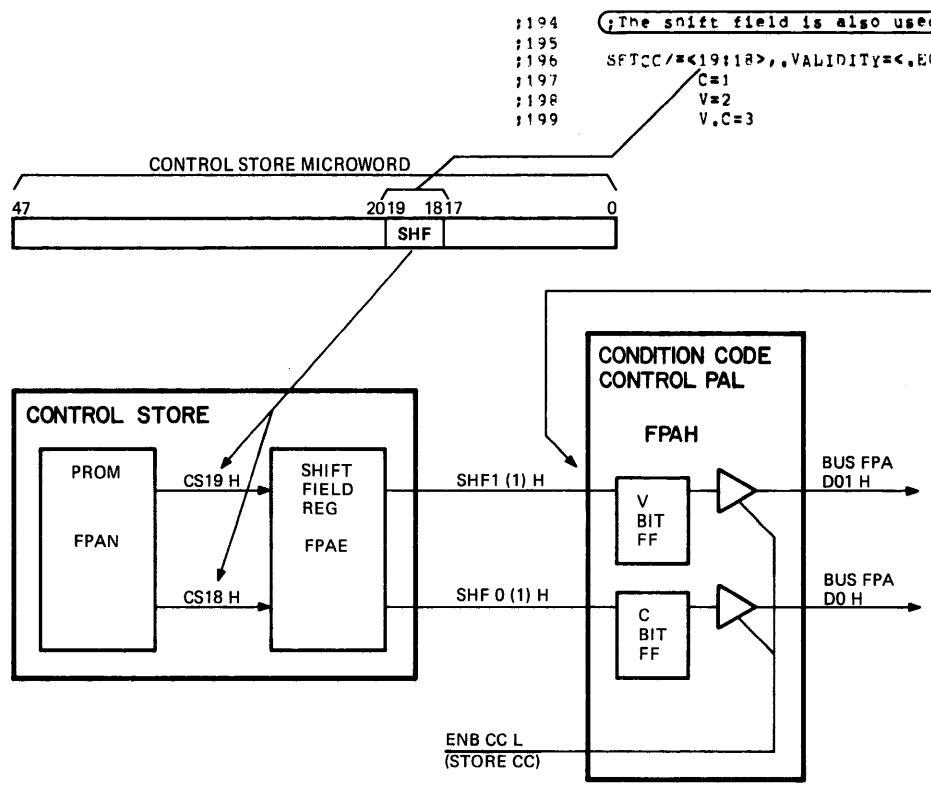 ;194 ;The shift field is also used
;195
;196 SETCC/=<19:18>,.VALIDITY=<.EQ
;197 C=1
;198 V=2
;199 V.C=3
CONTROL STORE MICROWORD
47 20 19 18 17 0
SHF
CONDITION CODE
CONTROL PAL
FPAH
CONTROL STORE
PROM
FPAN
CS19 H
CS18 H
SHIFT
FIELD
REG
FPAE
SHF1 (1) H
SHF 0 (1) H
V
BIT
FF
C
BIT
FF
BUS FPA
D01 H
BUS FPA
D0 H
ENB CC L
(STORE CC)